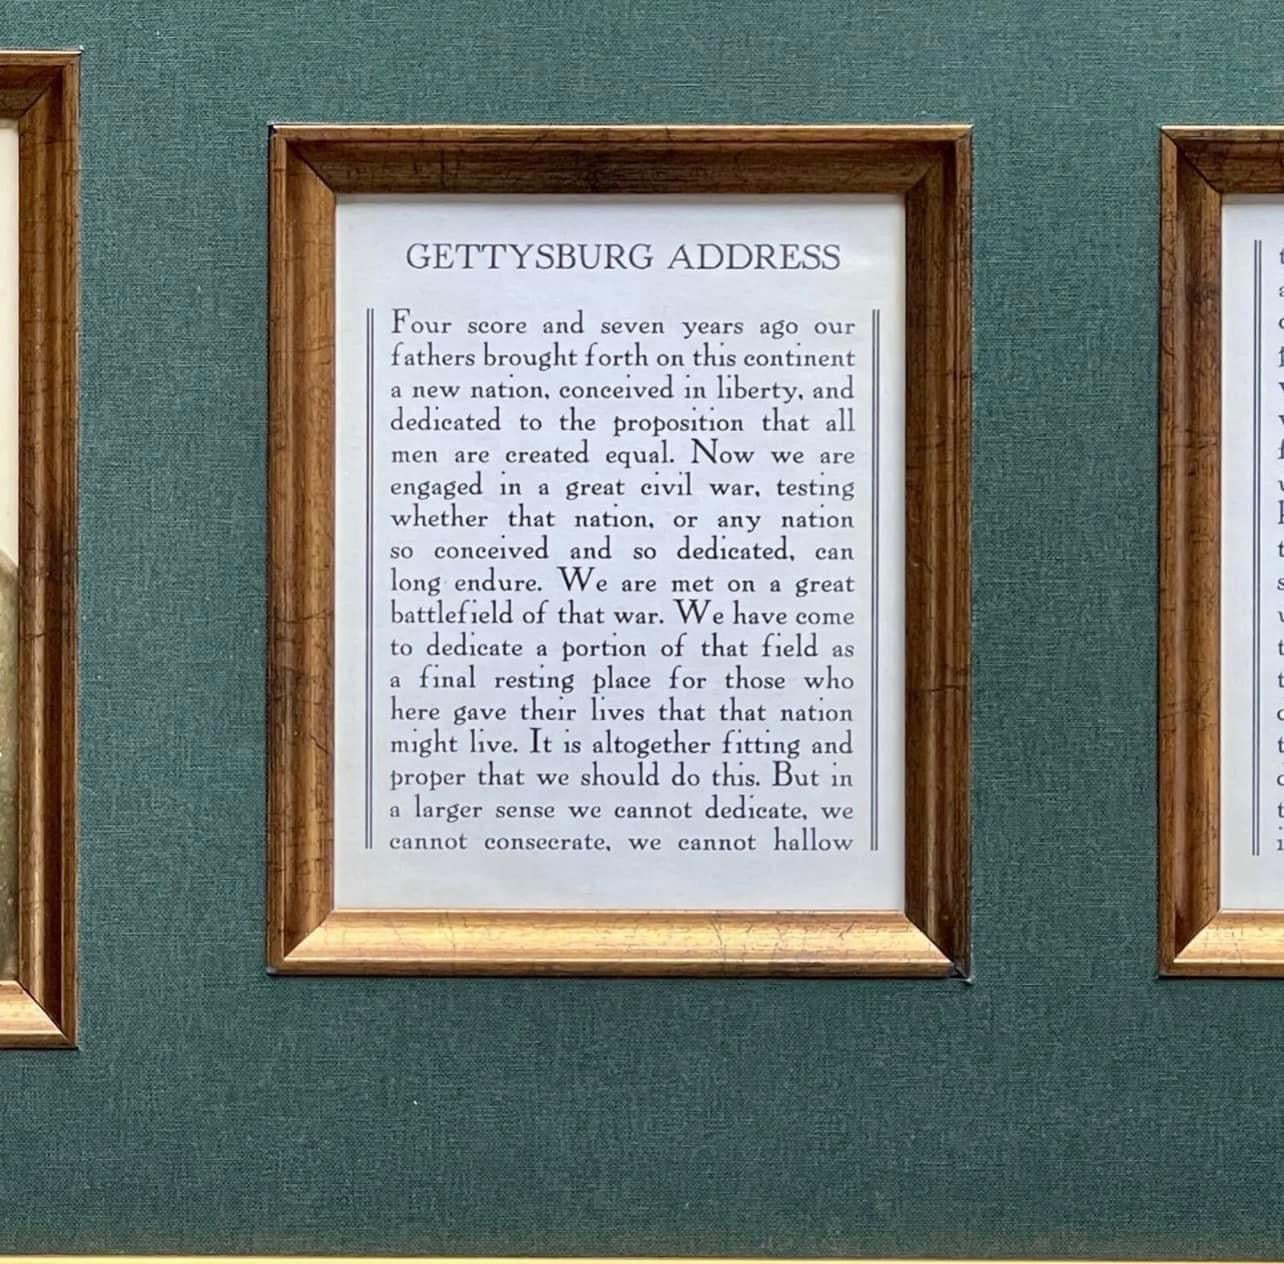 GETTYSBURG ADDRESS
Four score and seven years ago our
fathers brought forth on this continent
a new nation, conceived in liberty, and
dedicated to the proposition that all
men are created equal. Now we are
engaged in a great civil war, testing
whether that nation, or any nation
so conceived and so dedicated, can
long endure. We are met on a great
battlefield of that war. We have come
to dedicate a portion of that field as
a final resting place for those who
here gave their lives that that nation
might live. It is altogether fitting and
proper that we should do this. But in
a larger sense we cannot dedicate, we
cannot consecrate, we cannot hallow